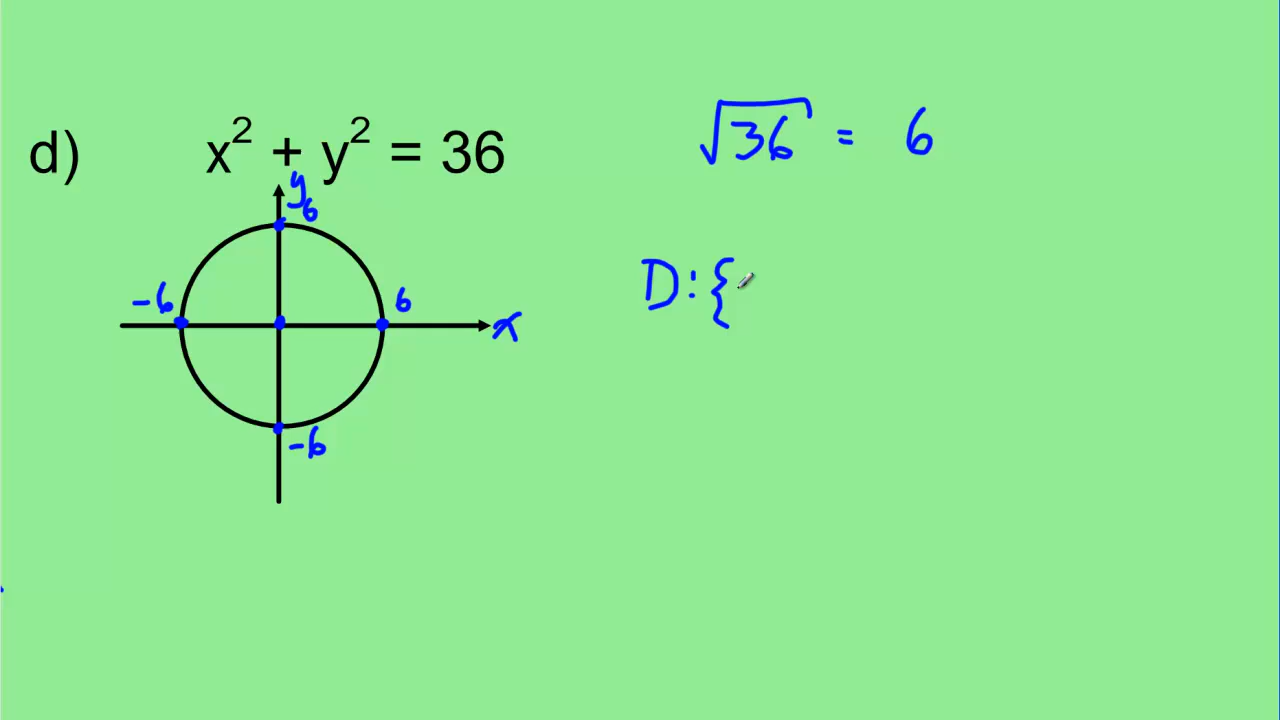 d) x² + y² = 36
√36 = 6
y
6
-6
6
x
-6
D:{